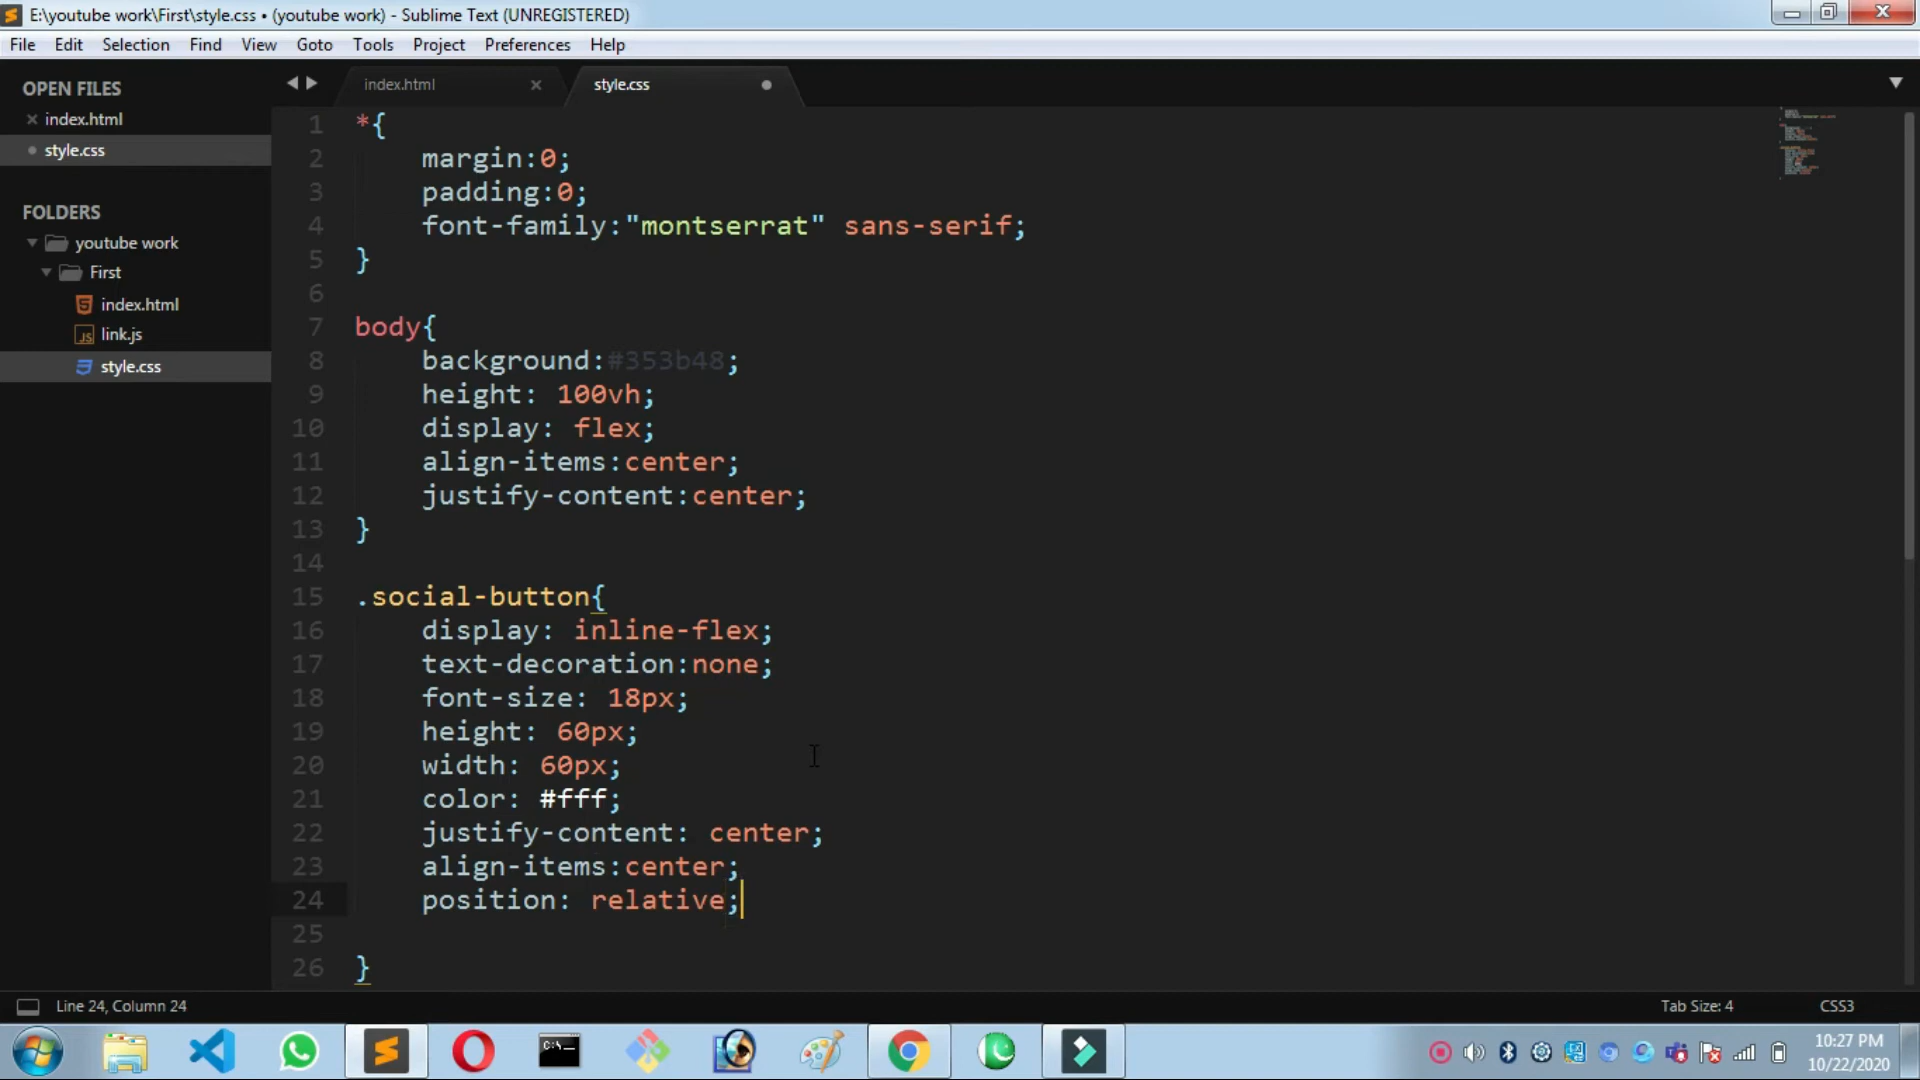 E:\youtube work\First\style.css • (youtube work) - Sublime Text (UNREGISTERED)
File Edit Selection Find View Goto Tools Project Preferences Help
OPEN FILES
index.html
style.css
FOLDERS
youtube work
First
index.html
link.js
style.css
index.html
style.css
1 *{
2 margin:0;
3 padding:0;
4 font-family:"montserrat" sans-serif;
5 }
6
7 body{
8 background:#353b48;
9 height: 100vh;
10 display: flex;
11 align-items:center;
12 justify-content:center;
13 }
14
15 .social-button{
16 display: inline-flex;
17 text-decoration:none;
18 font-size: 18px;
19 height: 60px;
20 width: 60px;
21 color: #fff;
22 justify-content: center;
23 align-items:center;
24 position: relative;
25
26 }
Line 24, Column 24
Tab Size: 4
CSS3
10:27 PM
10/22/2020